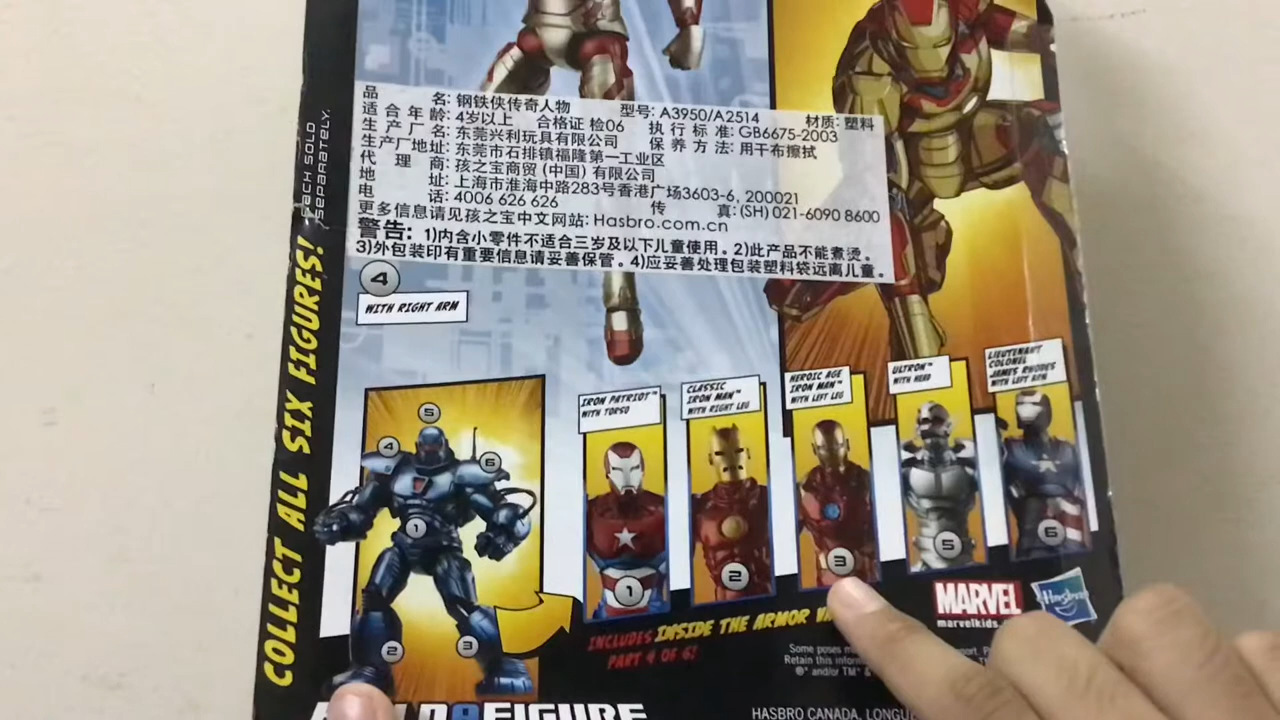 EACH SOLD
SEPARATELY.
COLLECT ALL SIX FIGURES!
品 名: 钢铁侠传奇人物 型号: A3950/A2514 材质: 塑料
适合年龄: 4岁以上 合格证 检06 执行标准: GB6675-2003
生产厂名: 东莞兴利玩具有限公司 保养方法: 用干布擦拭
生产厂地址: 东莞市石排镇福隆第一工业区
代理商: 孩之宝商贸 (中国) 有限公司
地 址: 上海市淮海中路283号香港广场3603-6, 200021
电 话: 4006 626 626 传 真: (SH) 021-6090 8600
更多信息请见孩之宝中文网站: Hasbro.com.cn
警告: 1)内含小零件不适合三岁及以下儿童使用。2)此产品不能煮烫。
3)外包装印有重要信息请妥善保管。4)应妥善处理包装塑料袋远离儿童。
4
WITH RIGHT ARM
5
4
6
1
2
3
IRON PATRIOT™
WITH TORSO
1
CLASSIC
IRON MAN™
WITH RIGHT LEG
2
HEROIC AGE
IRON MAN™
WITH LEFT LEG
3
ULTRON™
WITH HEAD
5
LIEUTENANT
COLONEL
JAMES RHODES
WITH LEFT ARM
6
INCLUDES INSIDE THE ARMOR
PART 4 OF 6!
MARVEL
marvelkids.
Hasbro
Some poses
Retain this
®* and/or TM* &
FIGURE
HASBRO CANADA,